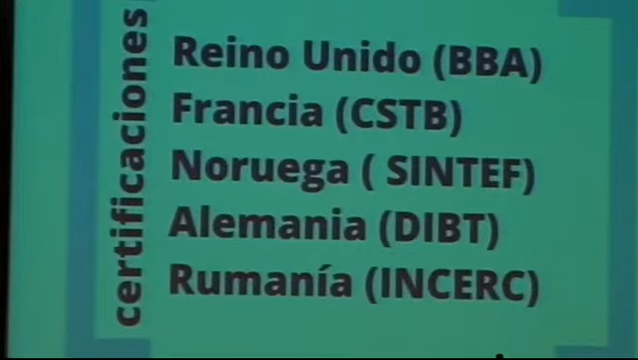 certificaciones
Reino Unido (BBA)
Francia (CSTB)
Noruega ( SINTEF)
Alemania (DIBT)
Rumanía (INCERC)